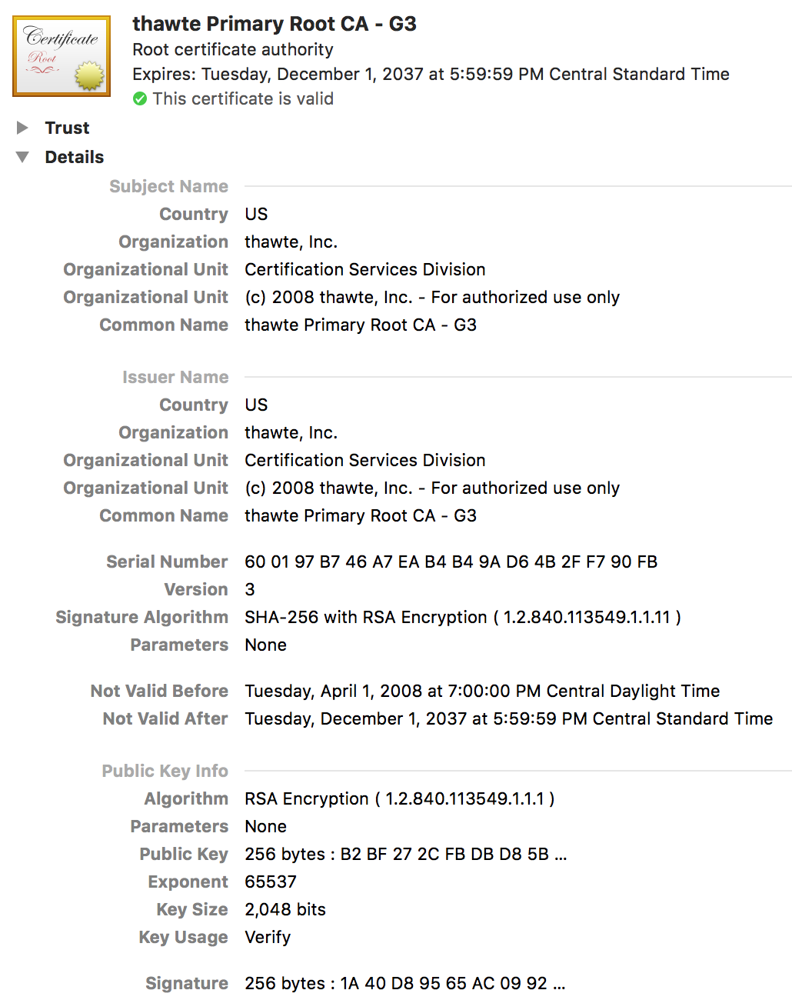 Certificate
Root
thawte Primary Root CA - G3
Root certificate authority
Expires: Tuesday, December 1, 2037 at 5:59:59 PM Central Standard Time
This certificate is valid
Trust
Details
Subject Name
Country US
Organization thawte, Inc.
Organizational Unit Certification Services Division
Organizational Unit (c) 2008 thawte, Inc. - For authorized use only
Common Name thawte Primary Root CA - G3
Issuer Name
Country US
Organization thawte, Inc.
Organizational Unit Certification Services Division
Organizational Unit (c) 2008 thawte, Inc. - For authorized use only
Common Name thawte Primary Root CA - G3
Serial Number 60 01 97 B7 46 A7 EA B4 B4 9A D6 4B 2F F7 90 FB
Version 3
Signature Algorithm SHA-256 with RSA Encryption ( 1.2.840.113549.1.1.11 )
Parameters None
Not Valid Before Tuesday, April 1, 2008 at 7:00:00 PM Central Daylight Time
Not Valid After Tuesday, December 1, 2037 at 5:59:59 PM Central Standard Time
Public Key Info
Algorithm RSA Encryption ( 1.2.840.113549.1.1.1 )
Parameters None
Public Key 256 bytes : B2 BF 27 2C FB DB D8 5B ...
Exponent 65537
Key Size 2,048 bits
Key Usage Verify
Signature 256 bytes : 1A 40 D8 95 65 AC 09 92 ...